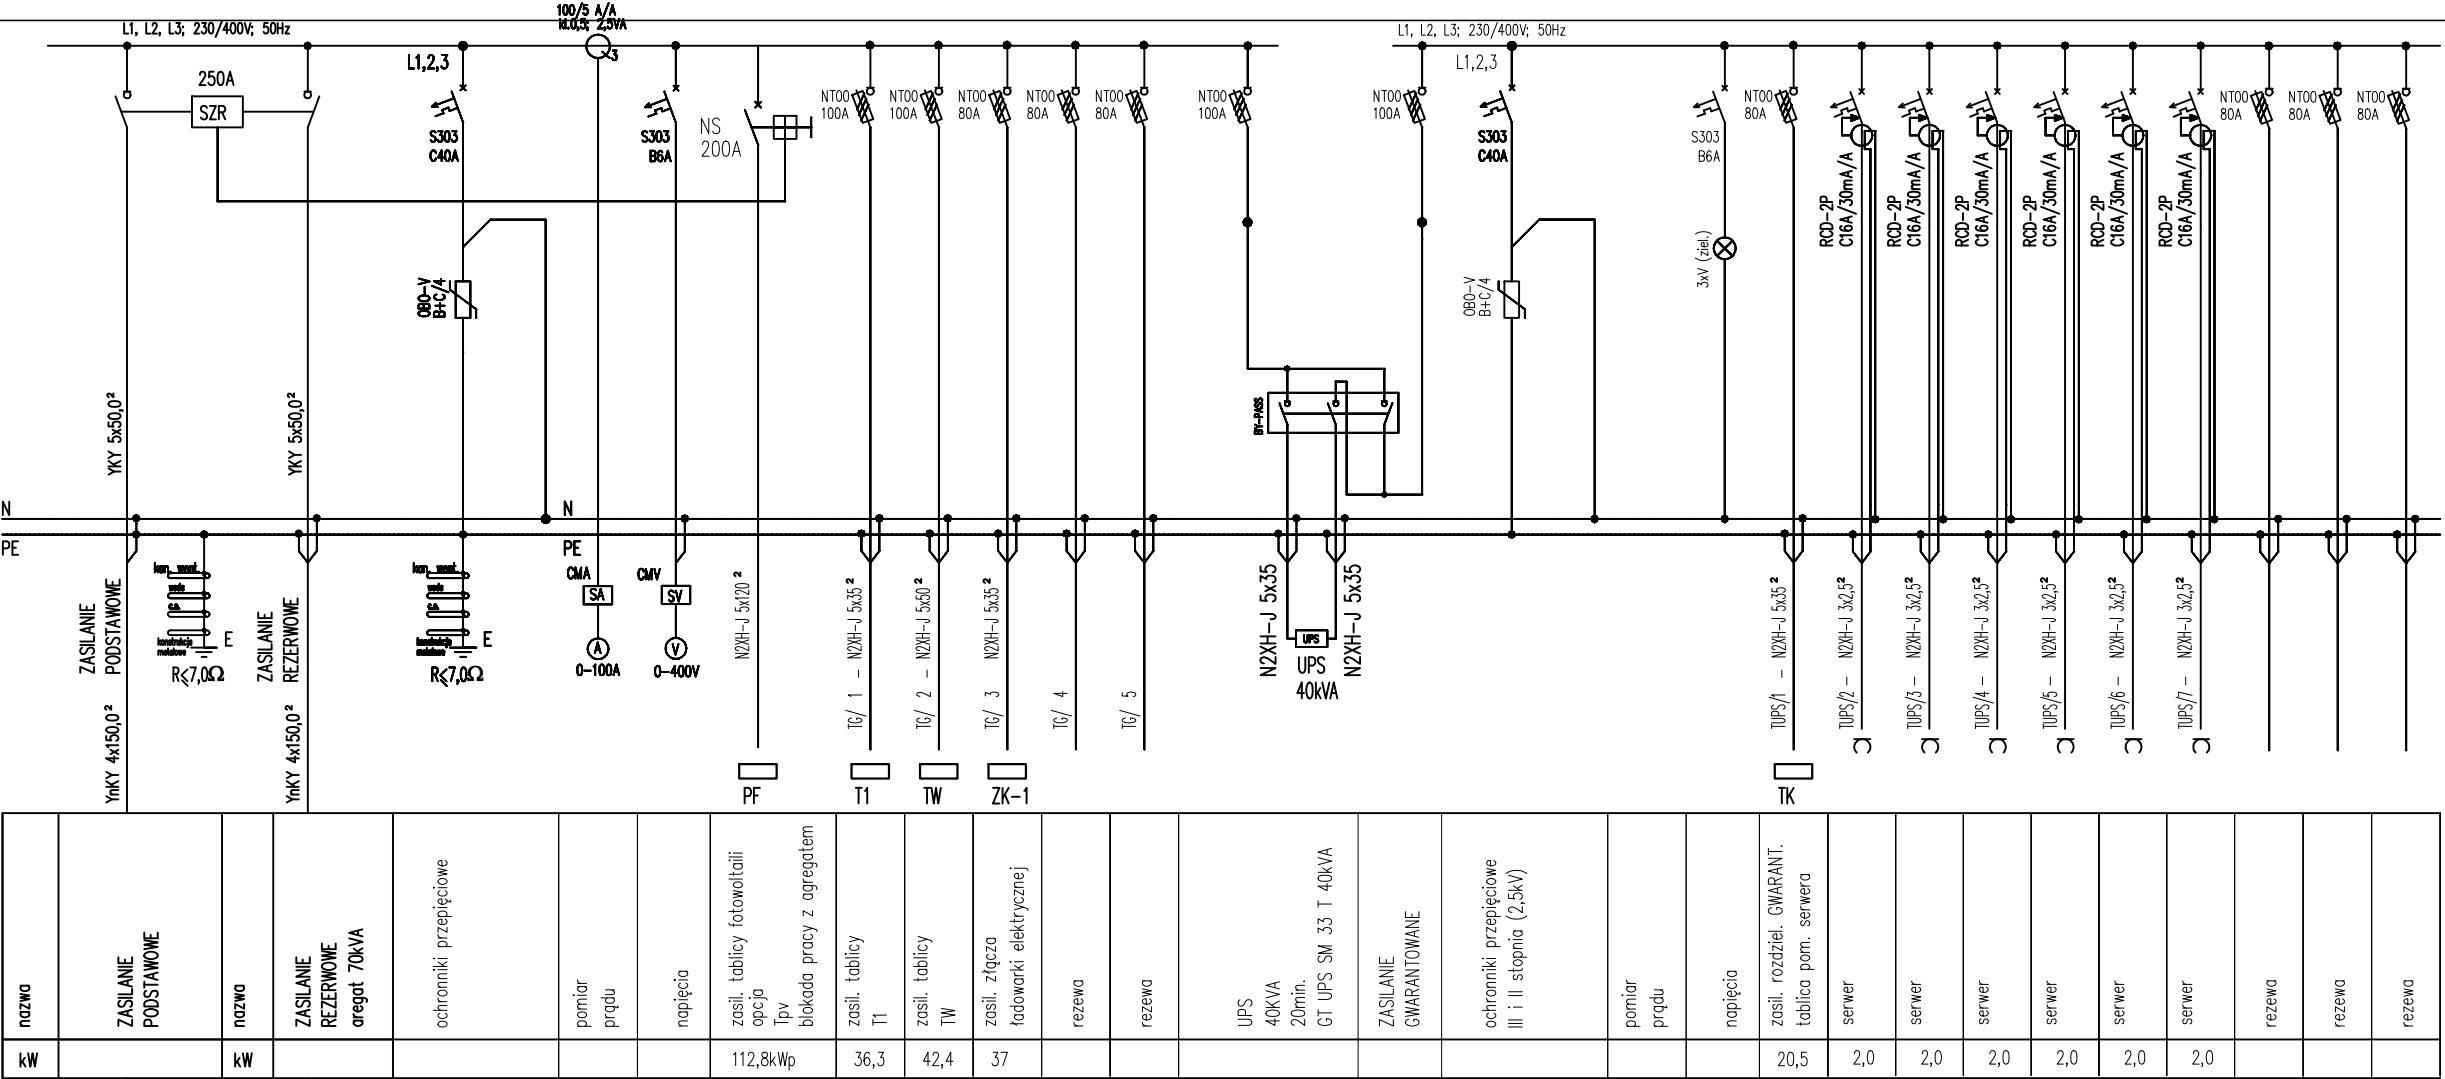 100/5 A/A
kl.0,5; 2,5VA
L1, L2, L3; 230/400V; 50Hz
3
L1, L2, L3; 230/400V; 50Hz
250A
SZR
L1,2,3
S303
C40A
S303
B6A
NS
200A
NT00
100A
NT00
100A
NT00
80A
NT00
80A
NT00
80A
NT00
100A
NT00
100A
L1,2,3
S303
C40A
S303
B6A
NT00
80A
RCD-2P
C16A/30mA/A
RCD-2P
C16A/30mA/A
RCD-2P
C16A/30mA/A
RCD-2P
C16A/30mA/A
RCD-2P
C16A/30mA/A
RCD-2P
C16A/30mA/A
NT00
80A
NT00
80A
NT00
80A
OBO-V
B+C/4
OBO-V
B+C/4
3xV (ziel.)
YKY 5x50,0²
YKY 5x50,0²
BY-PASS
N
N
PE
PE
ZASILANIE
PODSTAWOWE
kon. went.
woda
c.o.
konstrukcje
metalowe
E
R≤7,0Ω
ZASILANIE
REZERWOWE
kon. went.
woda
c.o.
konstrukcje
metalowe
E
R≤7,0Ω
CMA
SA
A
0-100A
CMV
SV
V
0-400V
N2XH-J 5x120²
TG/ 1 - N2XH-J 5x35²
TG/ 2 - N2XH-J 5x50²
TG/ 3 N2XH-J 5x35²
TG/ 4
TG/ 5
N2XH-J 5x35
UPS
UPS
40kVA
N2XH-J 5x35
TUPS/1 - N2XH-J 5x35²
TUPS/2 - N2XH-J 3x2,5²
TUPS/3 - N2XH-J 3x2,5²
TUPS/4 - N2XH-J 3x2,5²
TUPS/5 - N2XH-J 3x2,5²
TUPS/6 - N2XH-J 3x2,5²
TUPS/7 - N2XH-J 3x2,5²
YnKY 4x150,0²
YnKY 4x150,0²
PF
T1
TW
ZK-1
TK
nazwa
ZASILANIE
PODSTAWOWE
nazwa
ZASILANIE
REZERWOWE
aregat 70kVA
ochronniki przepięciowe
pomiar
prądu
napięcia
zasil. tablicy fotowoltaili
opcja
Tpv
blokada pracy z agregatem
zasil. tablicy
T1
zasil. tablicy
TW
zasil. złącza
ładowarki elektrycznej
rezewa
rezewa
UPS
40KVA
20min.
GT UPS SM 33 T 40kVA
ZASILANIE
GWARANTOWANE
ochronniki przepięciowe
III i II stopnia (2,5kV)
pomiar
prądu
napięcia
zasil. rozdziel. GWARANT.
tablica pom. serwera
serwer
serwer
serwer
serwer
serwer
serwer
rezewa
rezewa
rezewa
kW
kW
112,8kWp
36,3
42,4
37
20,5
2,0
2,0
2,0
2,0
2,0
2,0